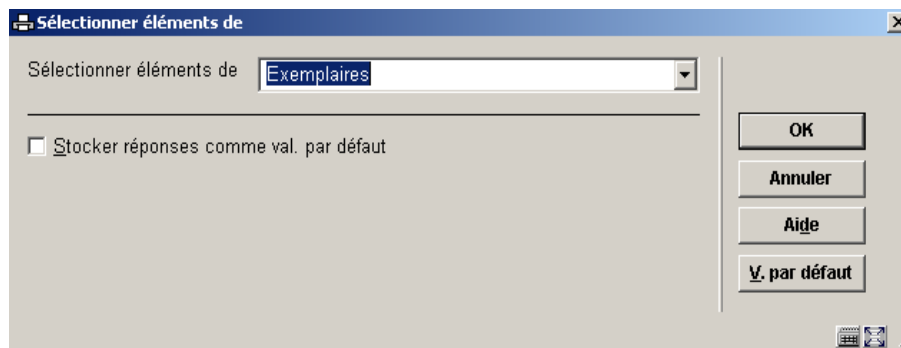 Sélectionner éléments de
Sélectionner éléments de Exemplaires
Stocker réponses comme val. par défaut
OK
Annuler
Aide
V. par défaut